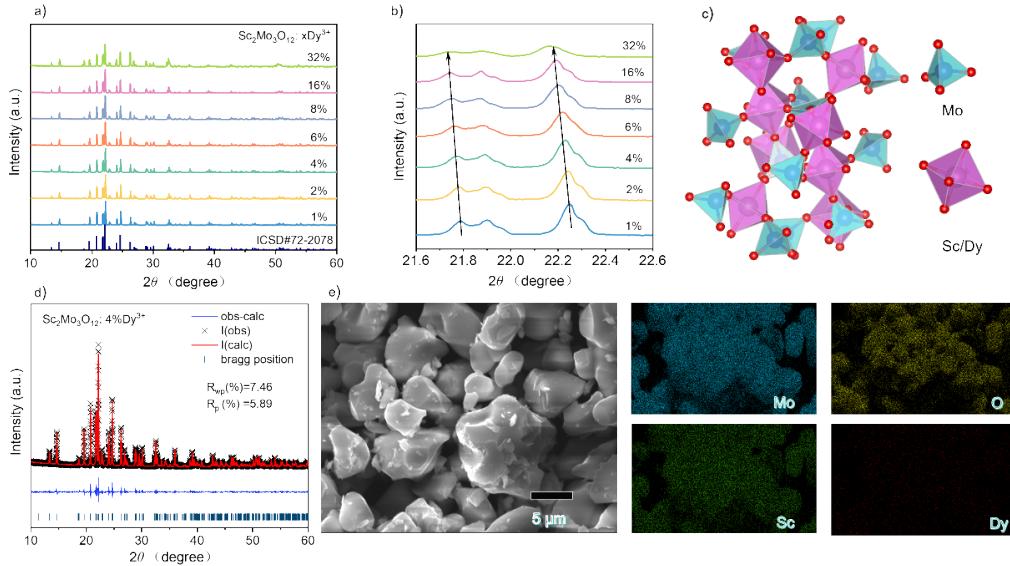 a)
Sc₂Mo₃O₁₂: xDy³⁺
32%
16%
8%
6%
4%
2%
1%
ICSD#72-2078
Intensity (a.u.)
10 20 30 40 50 60
2θ (degree)
b)
32%
16%
8%
6%
4%
2%
1%
Intensity (a.u.)
21.6 21.8 22.0 22.2 22.4 22.6
2θ (degree)
c)
Mo
Sc/Dy
d)
Sc₂Mo₃O₁₂: 4%Dy³⁺
obs-calc
I(obs)
I(calc)
bragg position
R_wp(%)=7.46
R_p (%)=5.89
Intensity (a.u.)
10 20 30 40 50 60
2θ (degree)
e)
5 µm
Mo
O
Sc
Dy